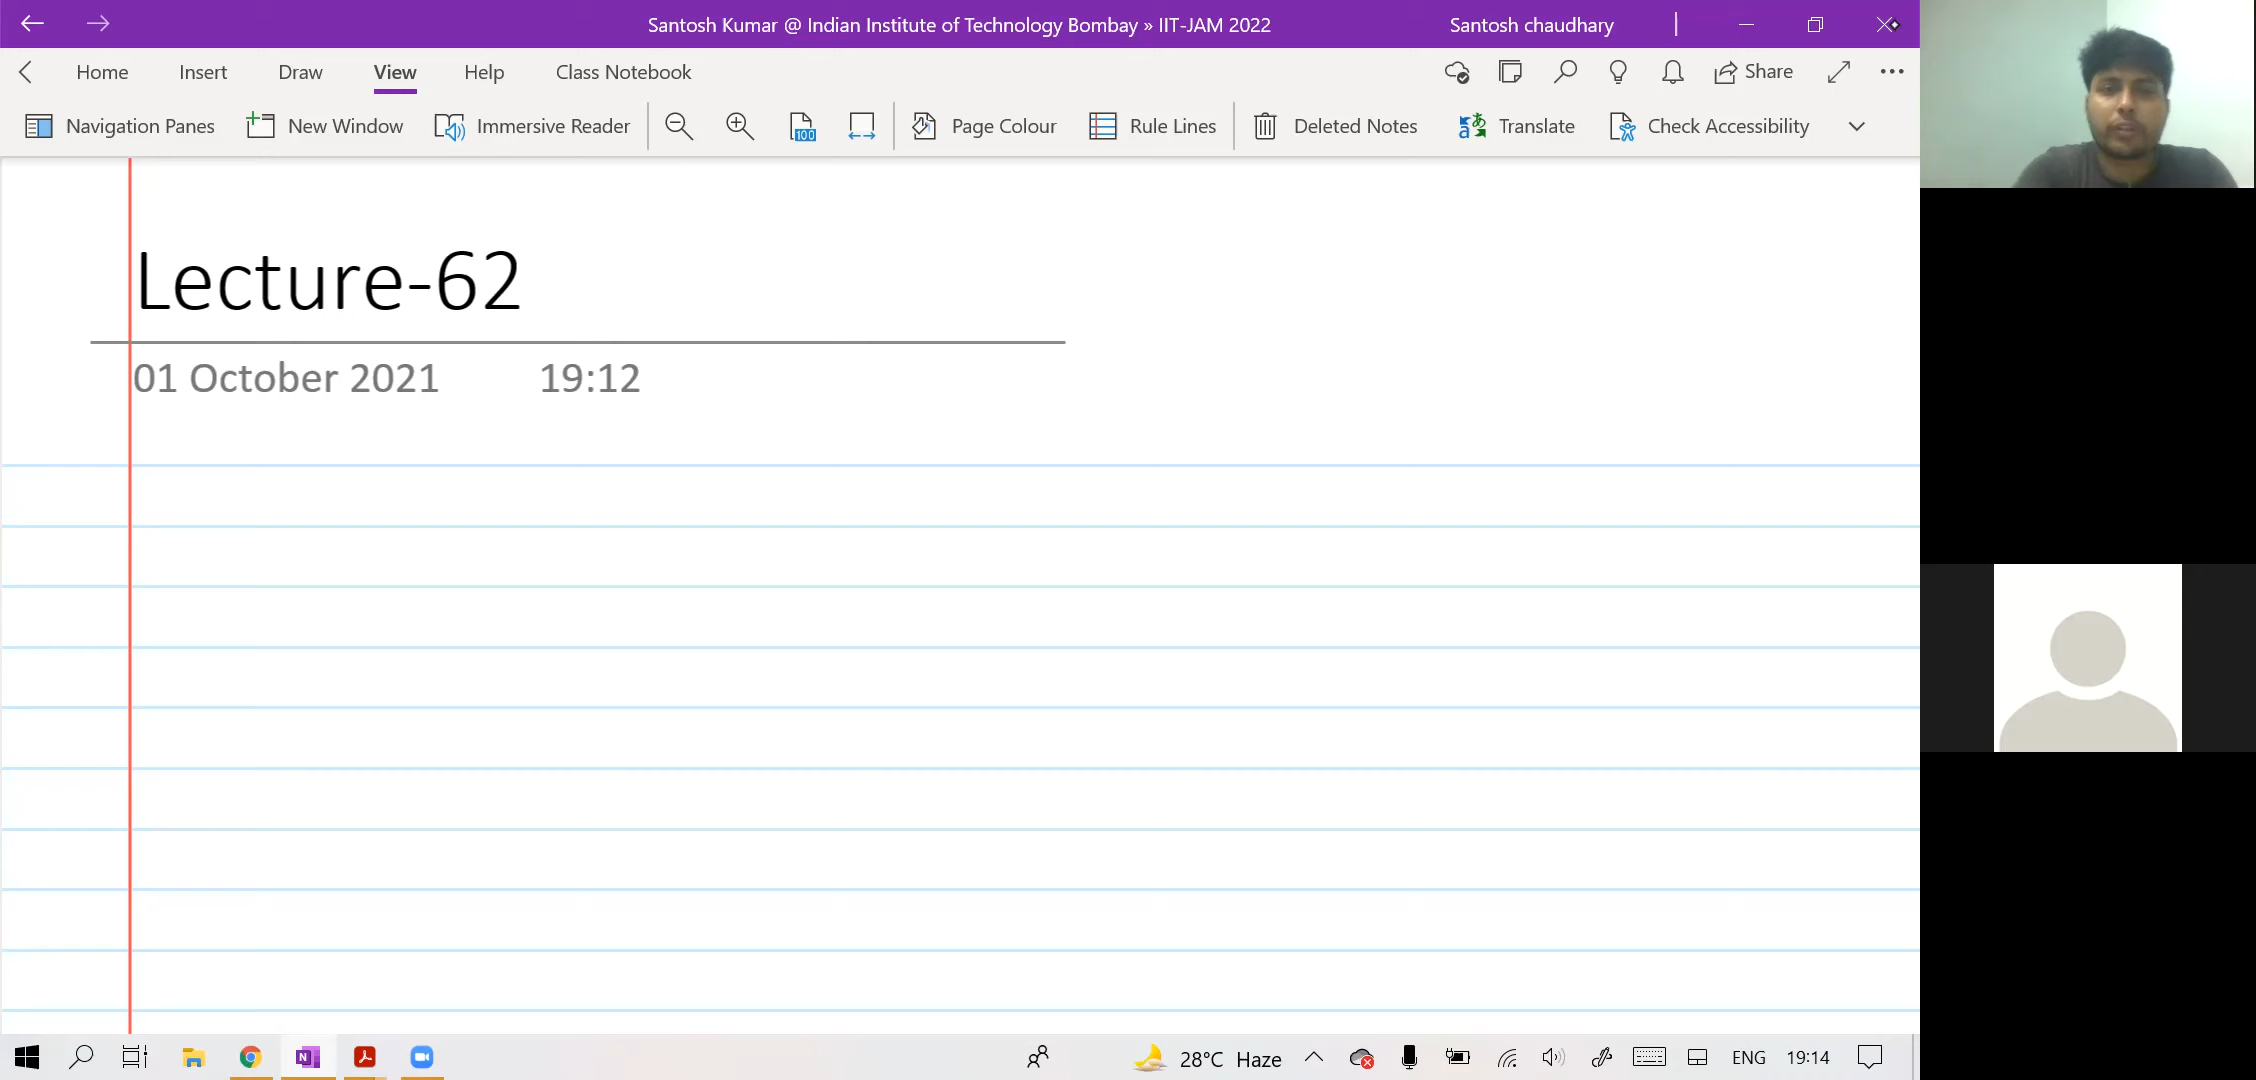 Santosh Kumar @ Indian Institute of Technology Bombay » IIT-JAM 2022
Santosh chaudhary
Home Insert Draw View Help Class Notebook
Share
Navigation Panes New Window Immersive Reader 100 Page Colour Rule Lines Deleted Notes Translate Check Accessibility
Lecture-62
01 October 2021 19:12
28°C Haze ENG 19:14